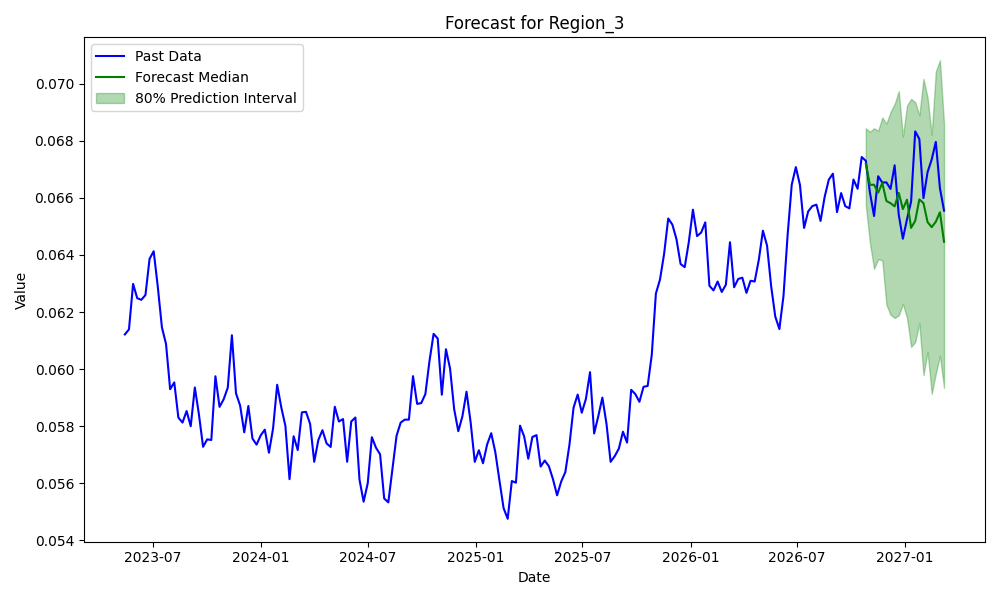 Forecast for Region_3
Past Data
Forecast Median
80% Prediction Interval
Value
0.070
0.068
0.066
0.064
0.062
0.060
0.058
0.056
0.054
2023-07 2024-01 2024-07 2025-01 2025-07 2026-01 2026-07 2027-01
Date